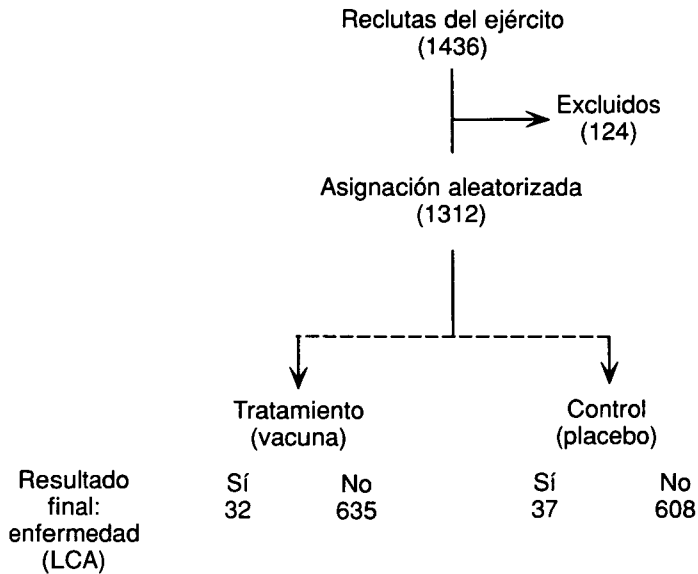 Reclutas del ejército
(1436)
Excluidos
(124)
Asignación aleatorizada
(1312)
Tratamiento
(vacuna)
Control
(placebo)
Resultado
final:
enfermedad
(LCA)
Sí No Sí No
32 635 37 608